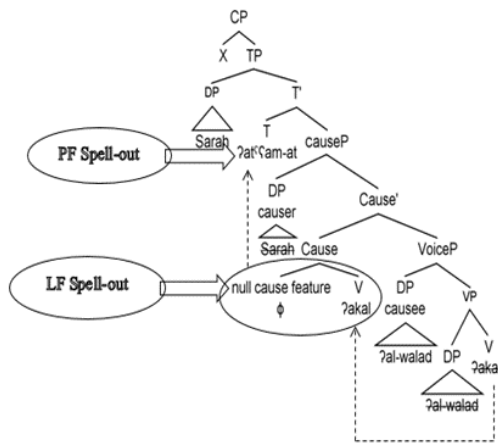 CP
X TP
DP T'
Sarah T causeP
PF Spell-out ʔatˤʕam-at
DP Cause'
causer
Sarah Cause VoiceP
LF Spell-out null cause feature V DP VP
ϕ ʔakal causee
ʔal-walad DP V
ʔaka
ʔal-walad